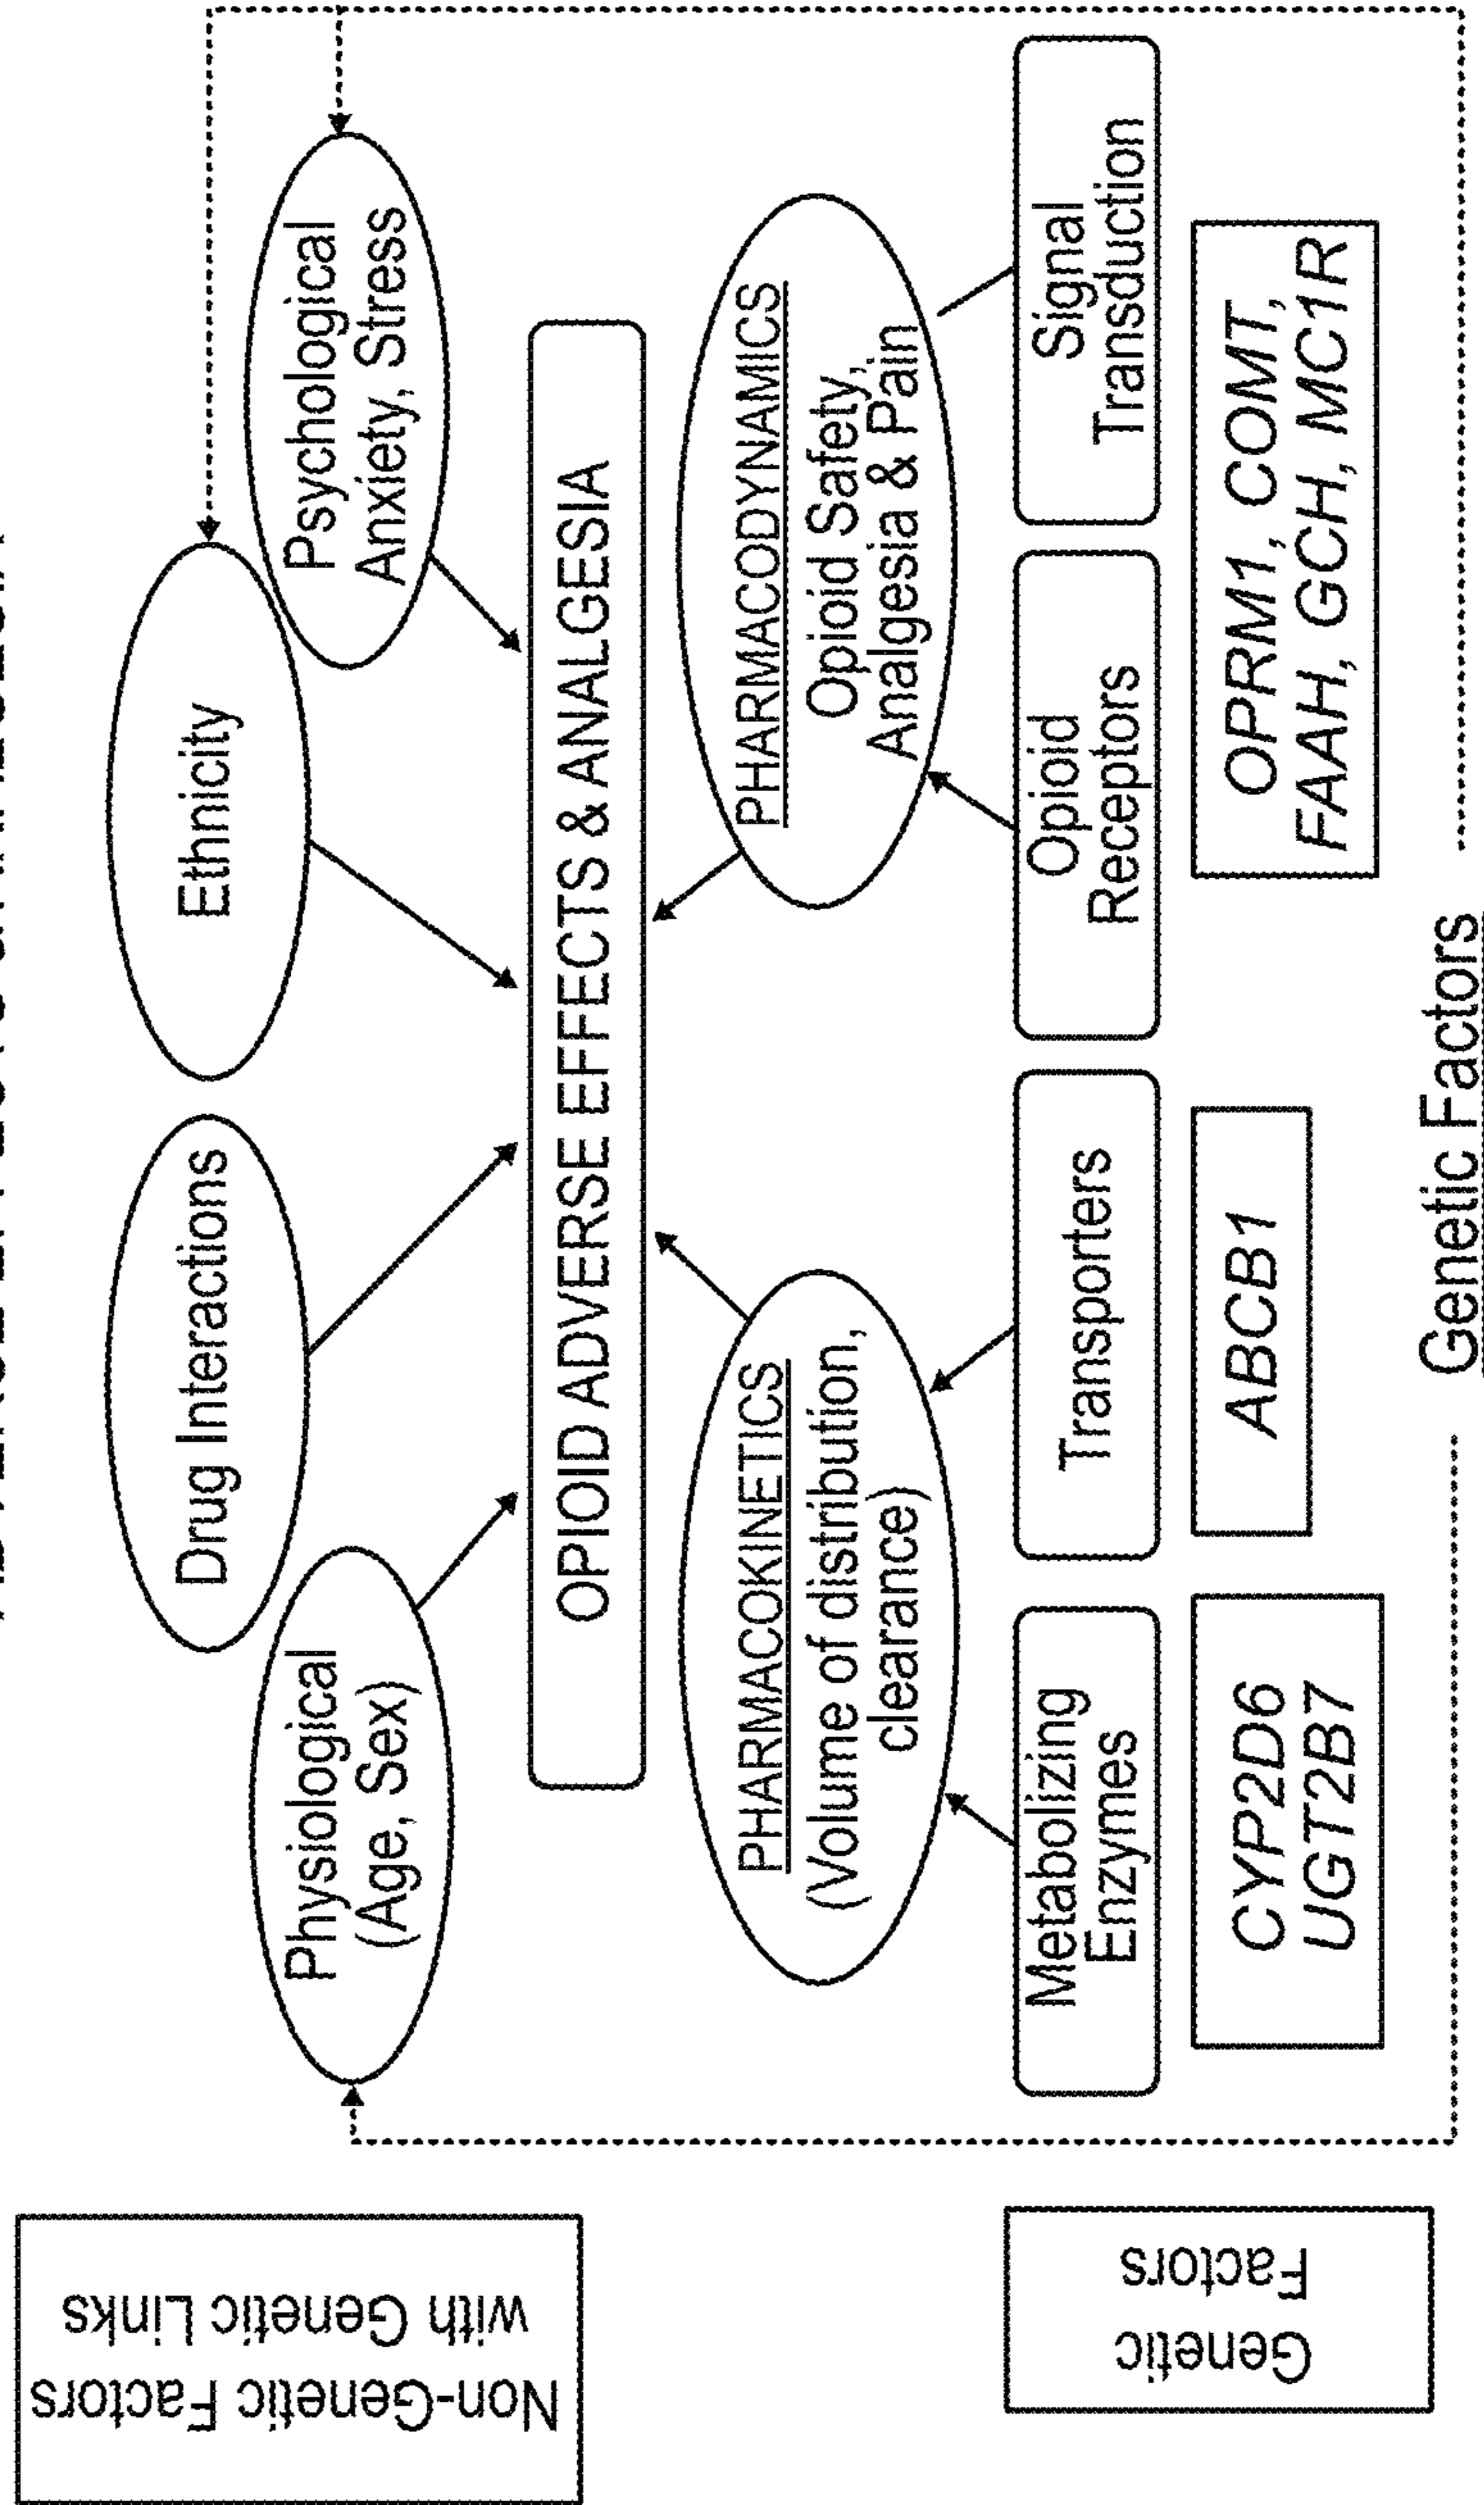 Non-Genetic Factors
with Genetic Links
Physiological
(Age, Sex)
Drug Interactions
Ethnicity
Psychological
Anxiety, Stress
OPIOID ADVERSE EFFECTS & ANALGESIA
PHARMACOKINETICS
(Volume of distribution,
clearance)
PHARMACODYNAMICS
Opioid Safety,
Analgesia & Pain
Genetic
Factors
Metabolizing
Enzymes
Transporters
Opioid
Receptors
Signal
Transduction
CYP2D6
UGT2B7
ABCB1
OPRM1, COMT,
FAAH, GCH, MC1R
Genetic Factors